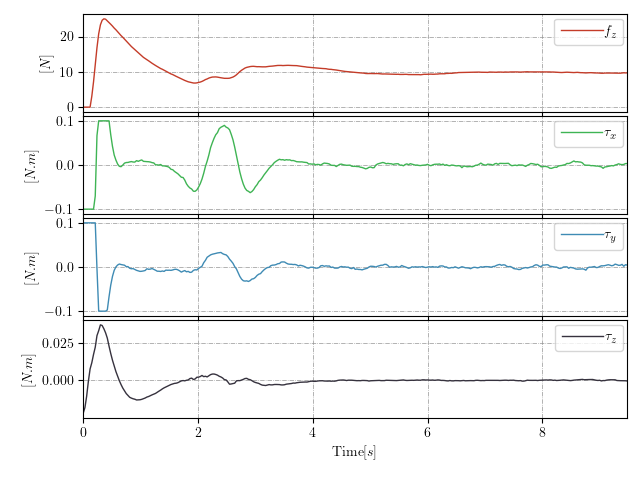 [N]
20
10
0
f_z
[N.m]
0.1
0.0
−0.1
τ_x
[N.m]
0.1
0.0
−0.1
τ_y
[N.m]
0.025
0.000
τ_z
0 2 4 6 8
Time[s]